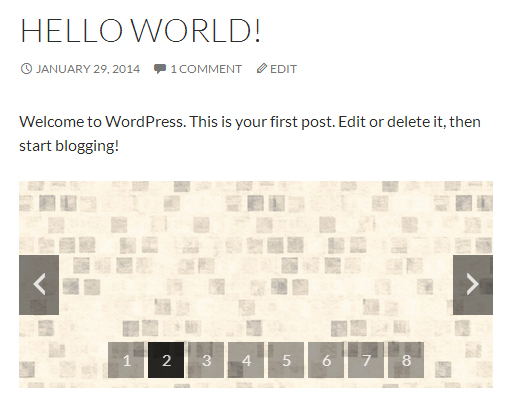 HELLO WORLD!
JANUARY 29, 2014 1 COMMENT EDIT
Welcome to WordPress. This is your first post. Edit or delete it, then
start blogging!
1 2 3 4 5 6 7 8